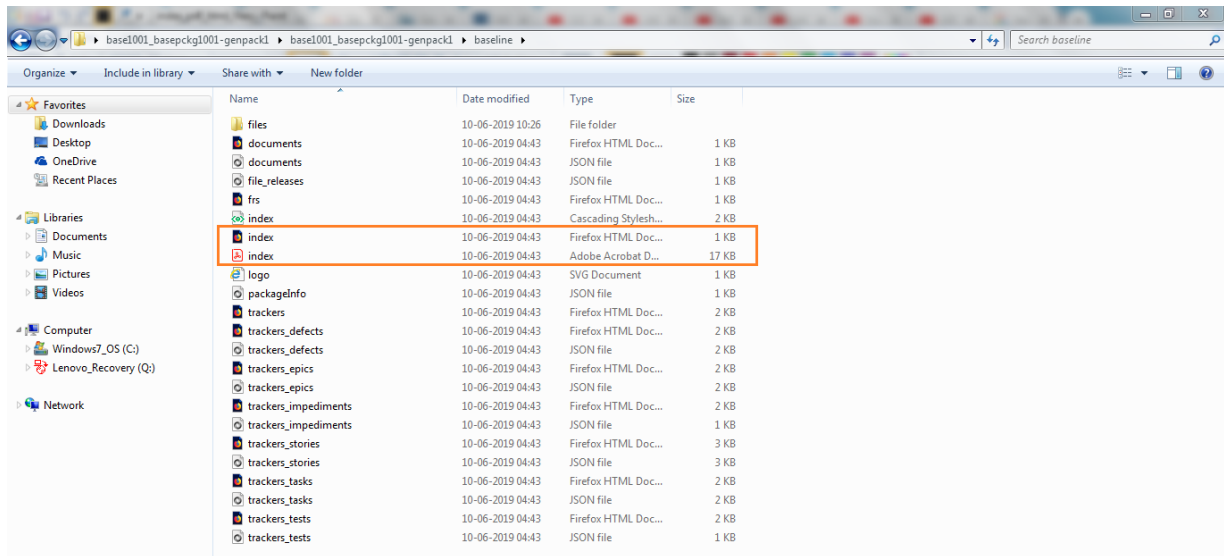 base1001_basepckg1001-genpack1 base1001_basepckg1001-genpack1 baseline Search baseline
Organize Include in library Share with New folder
Favorites
Downloads
Desktop
OneDrive
Recent Places
Libraries
Documents
Music
Pictures
Videos
Computer
Windows7_OS (C:)
Lenovo_Recovery (Q:)
Network
Name Date modified Type Size
files 10-06-2019 10:26 File folder
documents 10-06-2019 04:43 Firefox HTML Doc... 1 KB
documents 10-06-2019 04:43 JSON file 1 KB
file_releases 10-06-2019 04:43 JSON file 1 KB
frs 10-06-2019 04:43 Firefox HTML Doc... 1 KB
index 10-06-2019 04:43 Cascading Stylesh... 2 KB
index 10-06-2019 04:43 Firefox HTML Doc... 1 KB
index 10-06-2019 04:43 Adobe Acrobat D... 17 KB
logo 10-06-2019 04:43 SVG Document 1 KB
packageInfo 10-06-2019 04:43 JSON file 1 KB
trackers 10-06-2019 04:43 Firefox HTML Doc... 2 KB
trackers_defects 10-06-2019 04:43 Firefox HTML Doc... 2 KB
trackers_defects 10-06-2019 04:43 JSON file 2 KB
trackers_epics 10-06-2019 04:43 Firefox HTML Doc... 2 KB
trackers_epics 10-06-2019 04:43 JSON file 2 KB
trackers_impediments 10-06-2019 04:43 Firefox HTML Doc... 2 KB
trackers_impediments 10-06-2019 04:43 JSON file 1 KB
trackers_stories 10-06-2019 04:43 Firefox HTML Doc... 3 KB
trackers_stories 10-06-2019 04:43 JSON file 3 KB
trackers_tasks 10-06-2019 04:43 Firefox HTML Doc... 2 KB
trackers_tasks 10-06-2019 04:43 JSON file 2 KB
trackers_tests 10-06-2019 04:43 Firefox HTML Doc... 2 KB
trackers_tests 10-06-2019 04:43 JSON file 1 KB